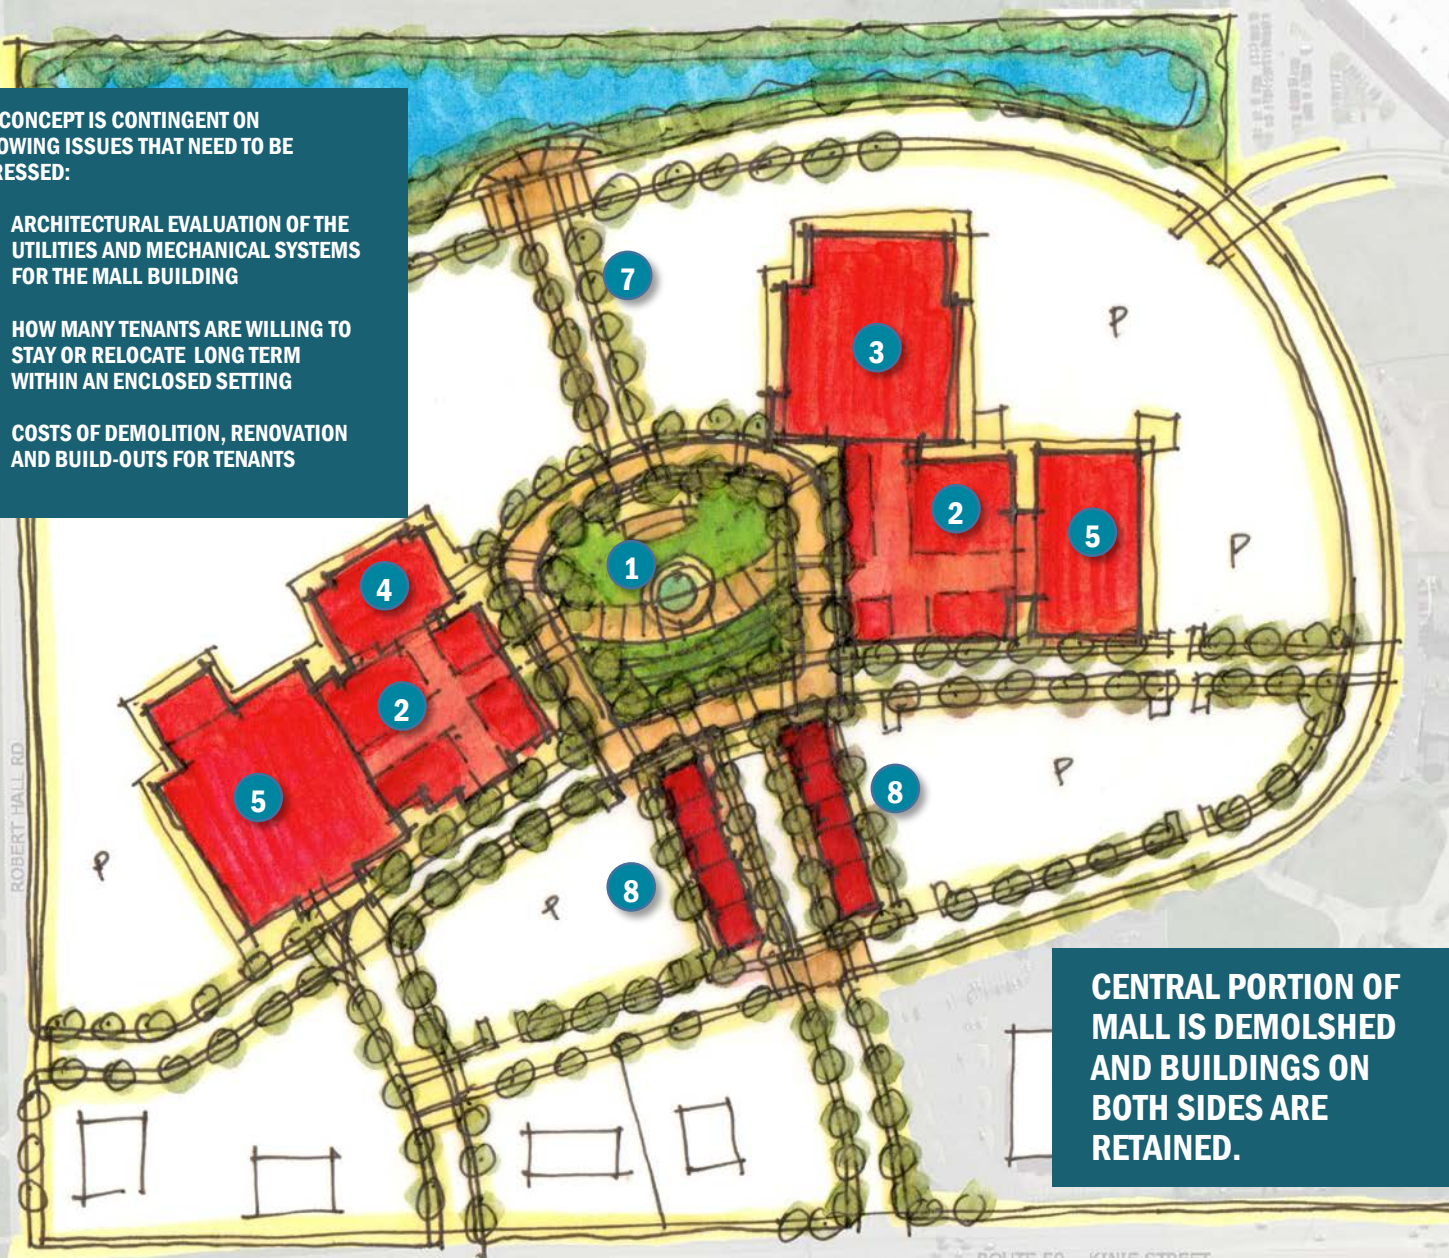 CONCEPT IS CONTINGENT ON
OWING ISSUES THAT NEED TO BE
RESSED:
ARCHITECTURAL EVALUATION OF THE
UTILITIES AND MECHANICAL SYSTEMS
FOR THE MALL BUILDING
HOW MANY TENANTS ARE WILLING TO
STAY OR RELOCATE LONG TERM
WITHIN AN ENCLOSED SETTING
COSTS OF DEMOLITION, RENOVATION
AND BUILD-OUTS FOR TENANTS
7
3
P
2
5
P
1
4
2
5
8
P
8
P
P
ROBERT HALL RD
CENTRAL PORTION OF
MALL IS DEMOLSHED
AND BUILDINGS ON
BOTH SIDES ARE
RETAINED.